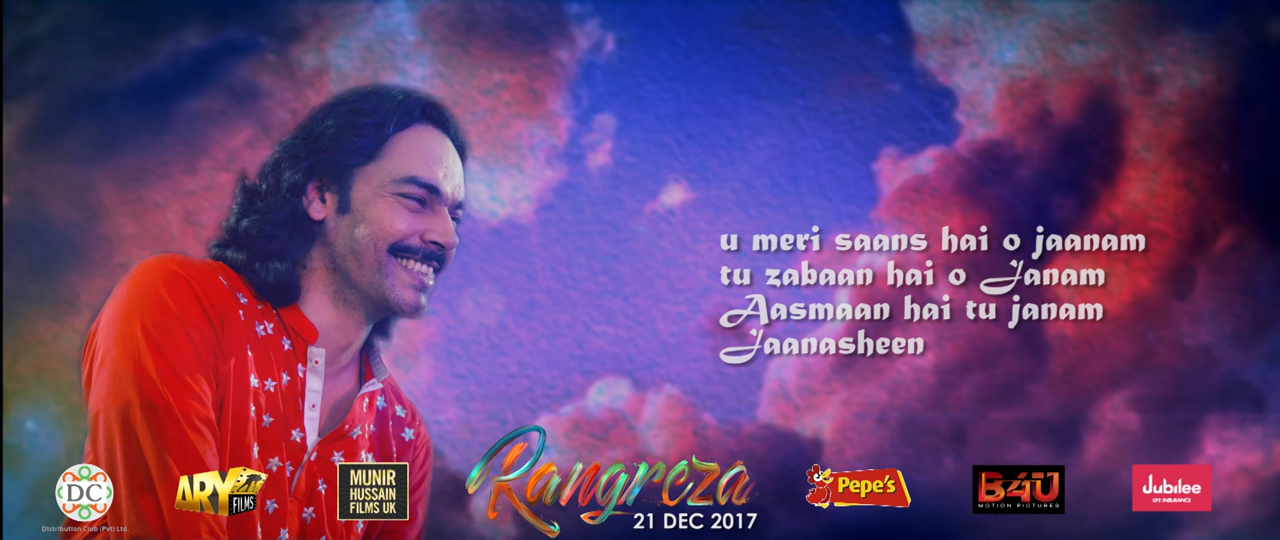 u meri saans hai o jaanam
tu zabaan hai o Janam
Aasmaan hai tu janam
Jaanasheen
DC
Distribution Club (Pvt) Ltd.
ARY
FILMS
MUNIR
HUSSAIN
FILMS UK
Rangreza
21 DEC 2017
Pepe's
B4U
MOTION PICTURES
Jubilee
LIFE INSURANCE